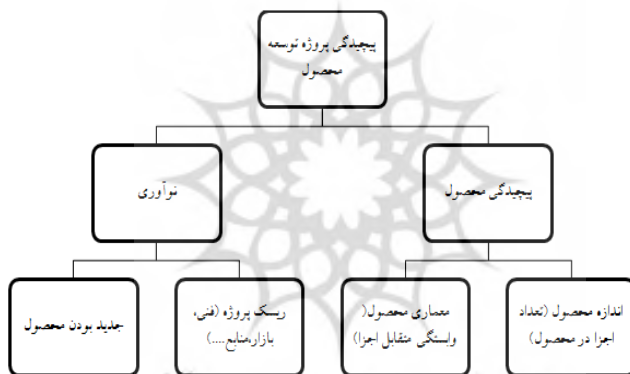 پیچیدگی پروژه توسعه
محصول
پیچیدگی محصول
نوآوری
اندازه محصول (تعداد
اجزا در محصول)
معماری محصول(
وابستگی متقابل اجزا)
ریسک پروژه (فنی،
بازار،منابع....)
جدید بودن محصول